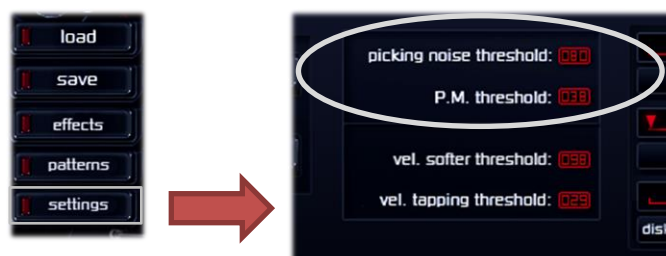 load
save
effects
patterns
settings
picking noise threshold: 080
P.M. threshold: 038
vel. softer threshold: 098
vel. tapping threshold: 029